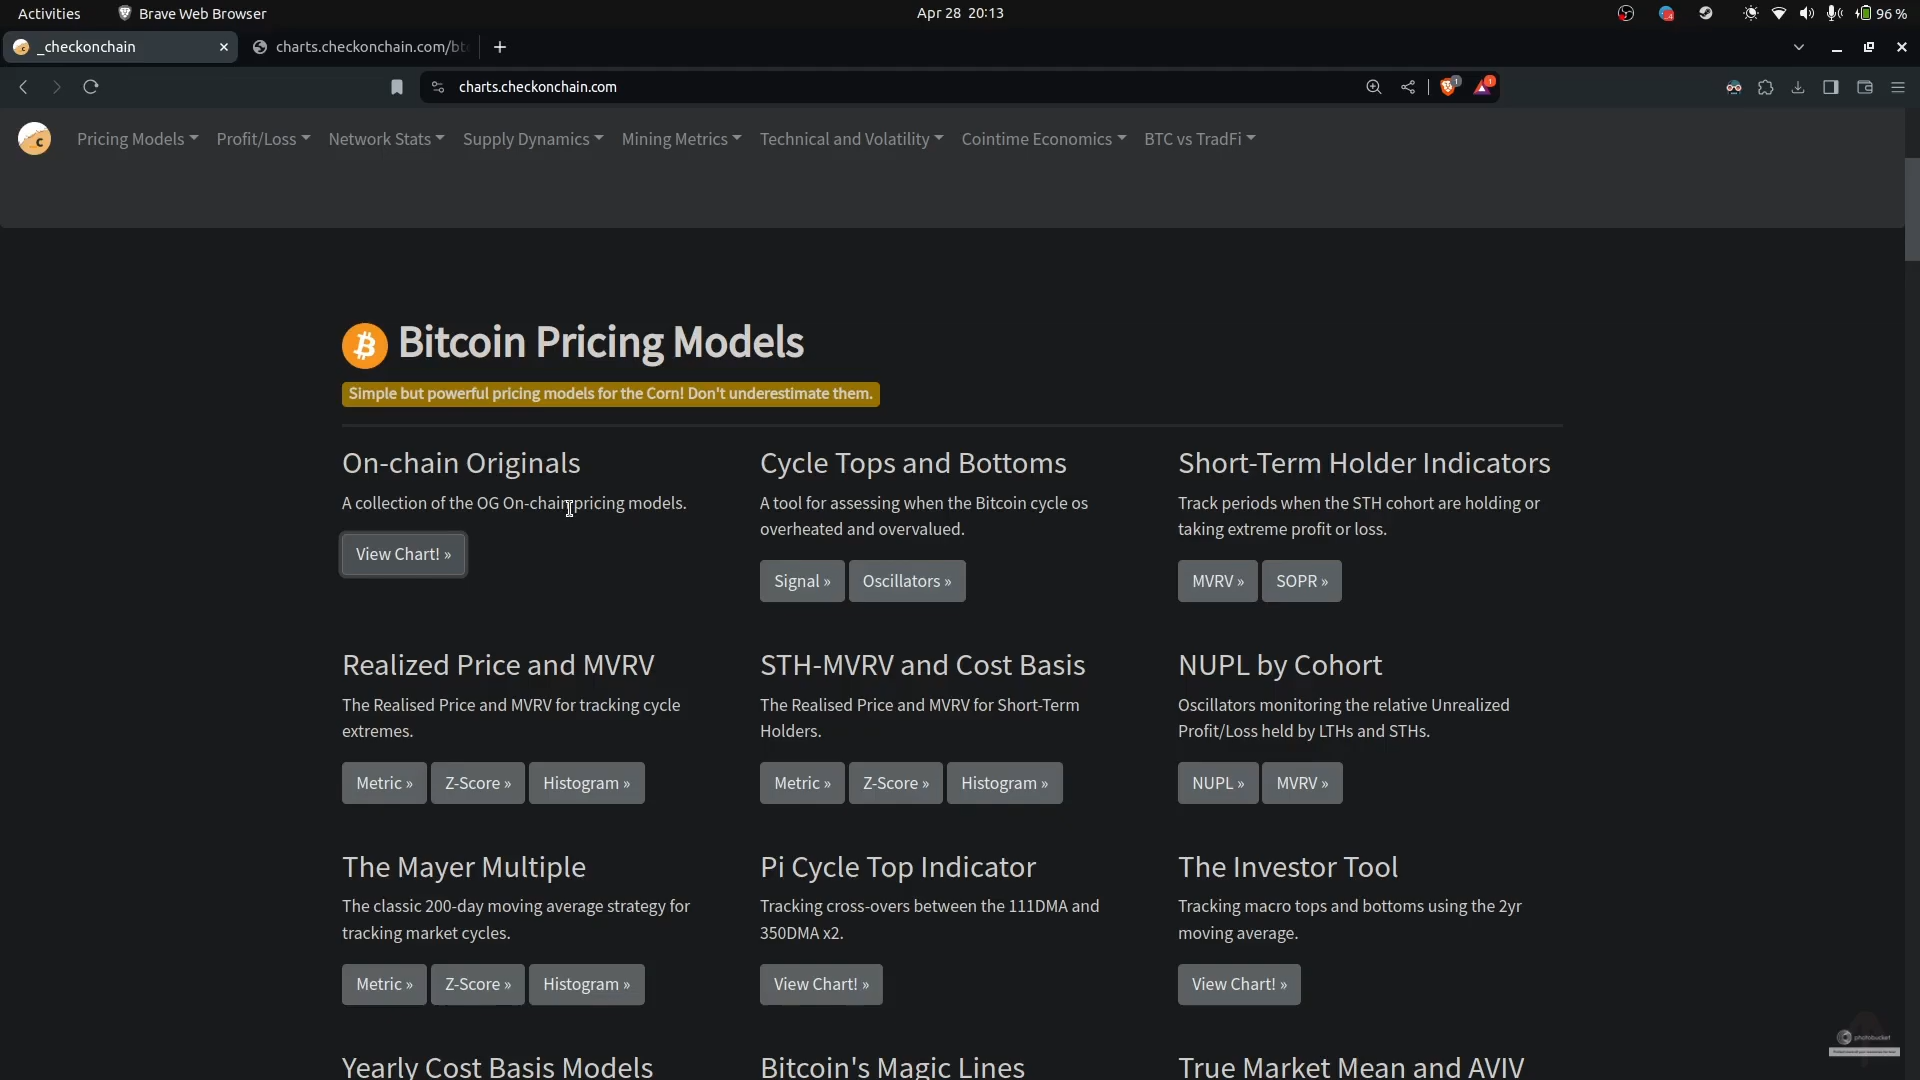 Activities
Brave Web Browser
Apr 28 20:13
96 %
_checkonchain
charts.checkonchain.com/bt
charts.checkonchain.com
Pricing Models
Profit/Loss
Network Stats
Supply Dynamics
Mining Metrics
Technical and Volatility
Cointime Economics
BTC vs TradFi
Bitcoin Pricing Models
Simple but powerful pricing models for the Corn! Don't underestimate them.
On-chain Originals
A collection of the OG On-chain pricing models.
View Chart! »
Cycle Tops and Bottoms
A tool for assessing when the Bitcoin cycle os
overheated and overvalued.
Signal »
Oscillators »
Short-Term Holder Indicators
Track periods when the STH cohort are holding or
taking extreme profit or loss.
MVRV »
SOPR »
Realized Price and MVRV
The Realised Price and MVRV for tracking cycle
extremes.
Metric »
Z-Score »
Histogram »
STH-MVRV and Cost Basis
The Realised Price and MVRV for Short-Term
Holders.
Metric »
Z-Score »
Histogram »
NUPL by Cohort
Oscillators monitoring the relative Unrealized
Profit/Loss held by LTHs and STHs.
NUPL »
MVRV »
The Mayer Multiple
The classic 200-day moving average strategy for
tracking market cycles.
Metric »
Z-Score »
Histogram »
Pi Cycle Top Indicator
Tracking cross-overs between the 111DMA and
350DMA x2.
View Chart! »
The Investor Tool
Tracking macro tops and bottoms using the 2yr
moving average.
View Chart! »
photobucket
Yearly Cost Basis Models
Bitcoin's Magic Lines
True Market Mean and AVIV